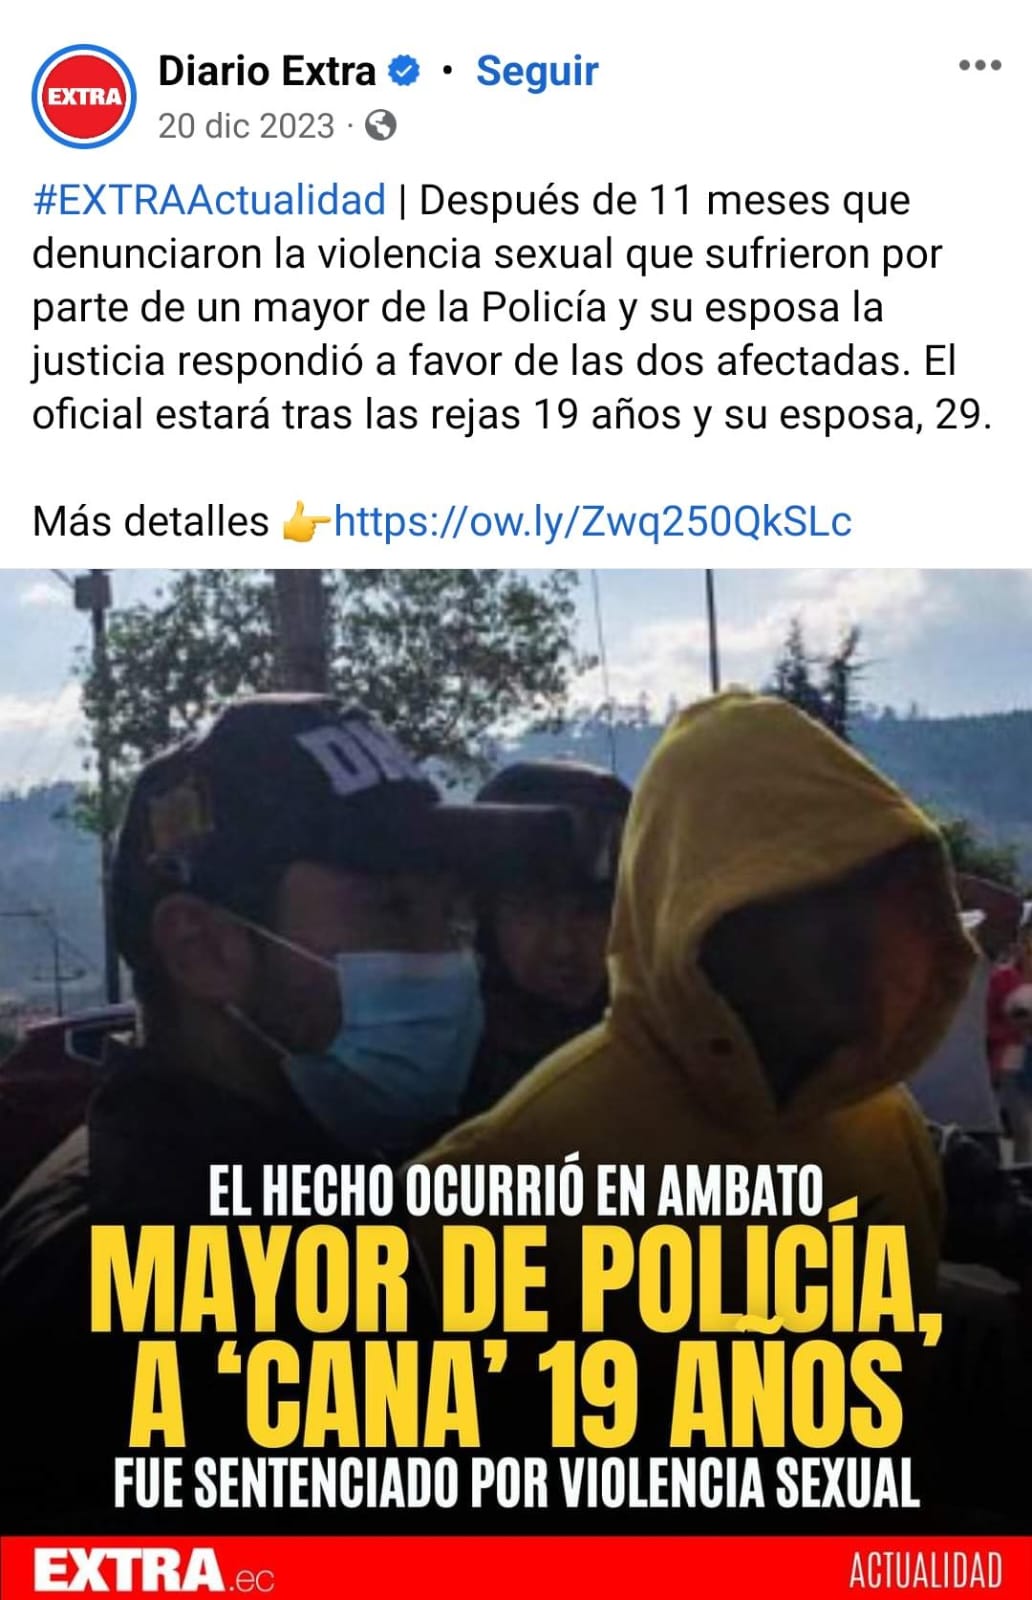 EXTRA
Diario Extra • Seguir
20 dic 2023 ·
#EXTRAActualidad | Después de 11 meses que
denunciaron la violencia sexual que sufrieron por
parte de un mayor de la Policía y su esposa la
justicia respondió a favor de las dos afectadas. El
oficial estará tras las rejas 19 años y su esposa, 29.
Más detalles 👉https://ow.ly/Zwq250QkSLc
EL HECHO OCURRIÓ EN AMBATO
MAYOR DE POLICÍA,
A ‘CANA’ 19 AÑOS
FUE SENTENCIADO POR VIOLENCIA SEXUAL
EXTRA.ec
ACTUALIDAD